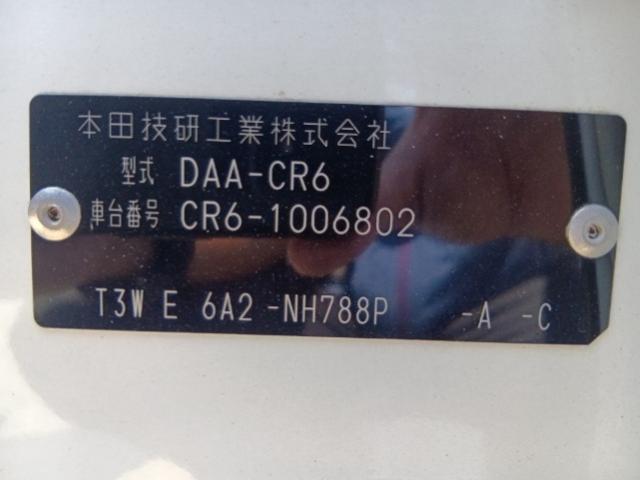 本田技研工業株式会社
型式 DAA-CR6
車台番号 CR6-1006802
T3W E 6A2 -NH788P -A -C